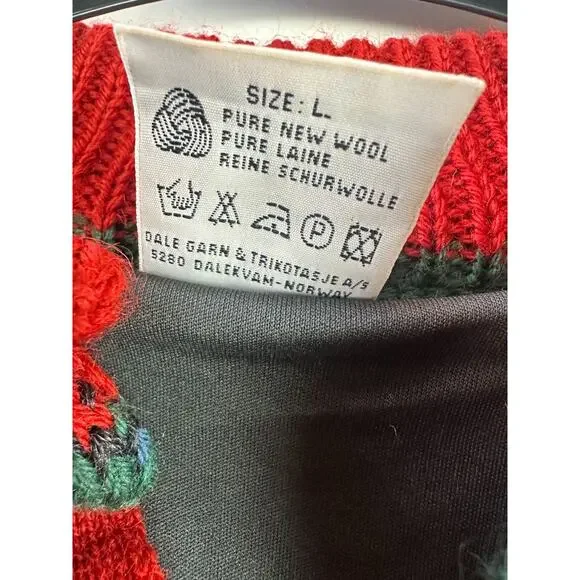 SIZE: L.
PURE NEW WOOL
PURE LAINE
REINE SCHURWOLLE
P
DALE GARN & TRIKOTASJE A/S
5280 DALEKVAM-NORWAY